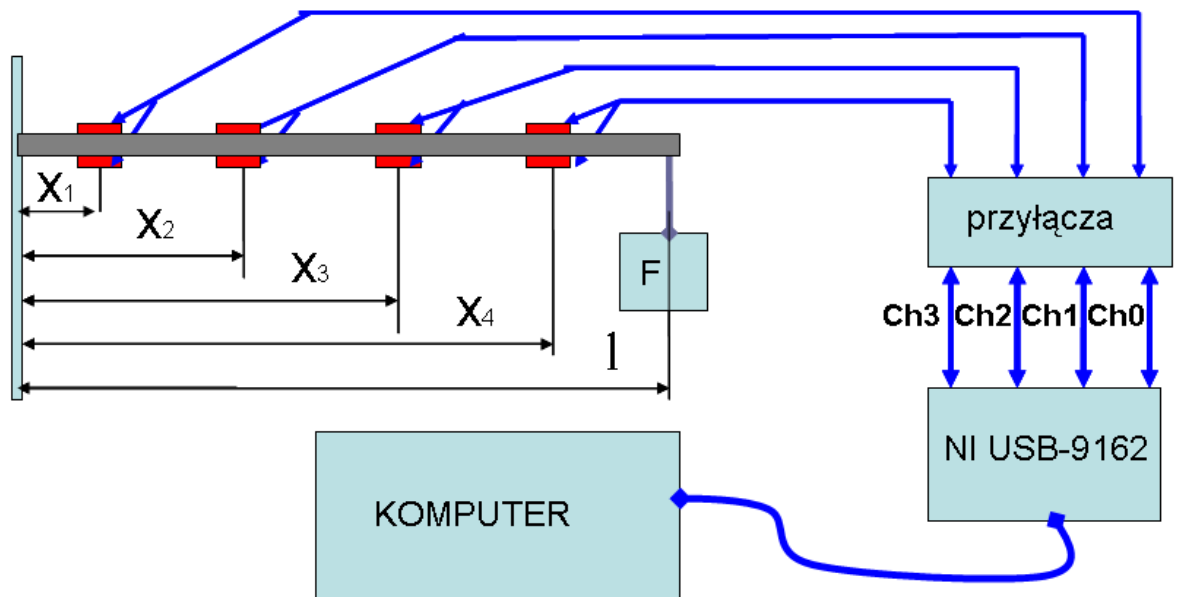 X1
X2
X3
X4
l
F
przyłącza
Ch3 Ch2 Ch1 Ch0
NI USB-9162
KOMPUTER